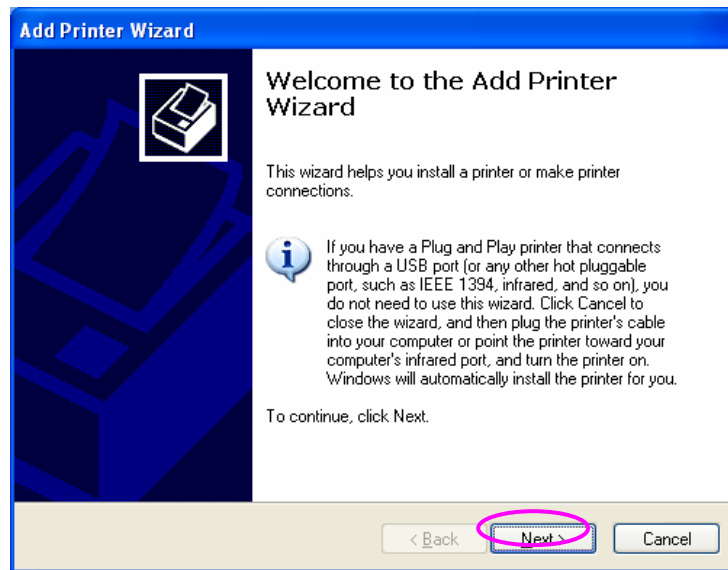 Add Printer Wizard
Welcome to the Add Printer
Wizard
This wizard helps you install a printer or make printer
connections.
If you have a Plug and Play printer that connects
through a USB port (or any other hot pluggable
port, such as IEEE 1394, infrared, and so on), you
do not need to use this wizard. Click Cancel to
close the wizard, and then plug the printer's cable
into your computer or point the printer toward your
computer's infrared port, and turn the printer on.
Windows will automatically install the printer for you.
To continue, click Next.
< Back Next > Cancel